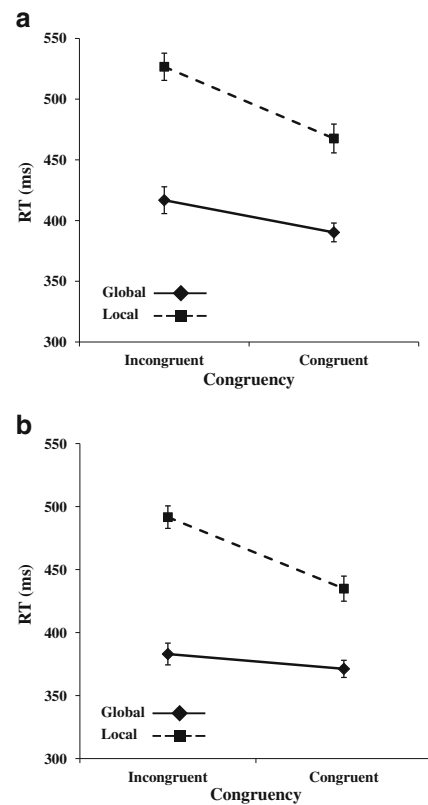 a
550
500
450
400
350
300
RT (ms)
Global
Local
Incongruent Congruent
Congruency
b
550
500
450
400
350
300
RT (ms)
Global
Local
Incongruent Congruent
Congruency